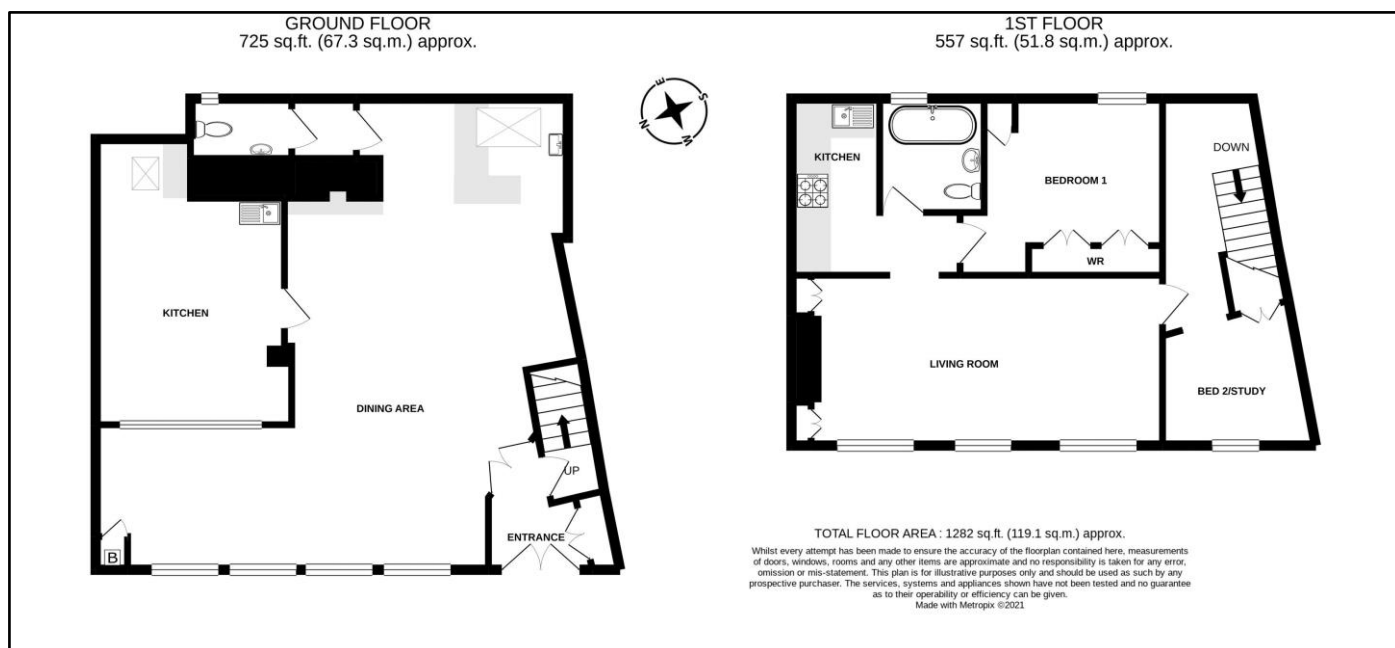 GROUND FLOOR
725 sq.ft. (67.3 sq.m.) approx.
KITCHEN
DINING AREA
UP
ENTRANCE
B
E
S
N
W
1ST FLOOR
557 sq.ft. (51.8 sq.m.) approx.
KITCHEN
BEDROOM 1
DOWN
WR
LIVING ROOM
BED 2/STUDY
TOTAL FLOOR AREA : 1282 sq.ft. (119.1 sq.m.) approx.
Whilst every attempt has been made to ensure the accuracy of the floorplan contained here, measurements
of doors, windows, rooms and any other items are approximate and no responsibility is taken for any error,
omission or mis-statement. This plan is for illustrative purposes only and should be used as such by any
prospective purchaser. The services, systems and appliances shown have not been tested and no guarantee
as to their operability or efficiency can be given.
Made with Metropix ©2021